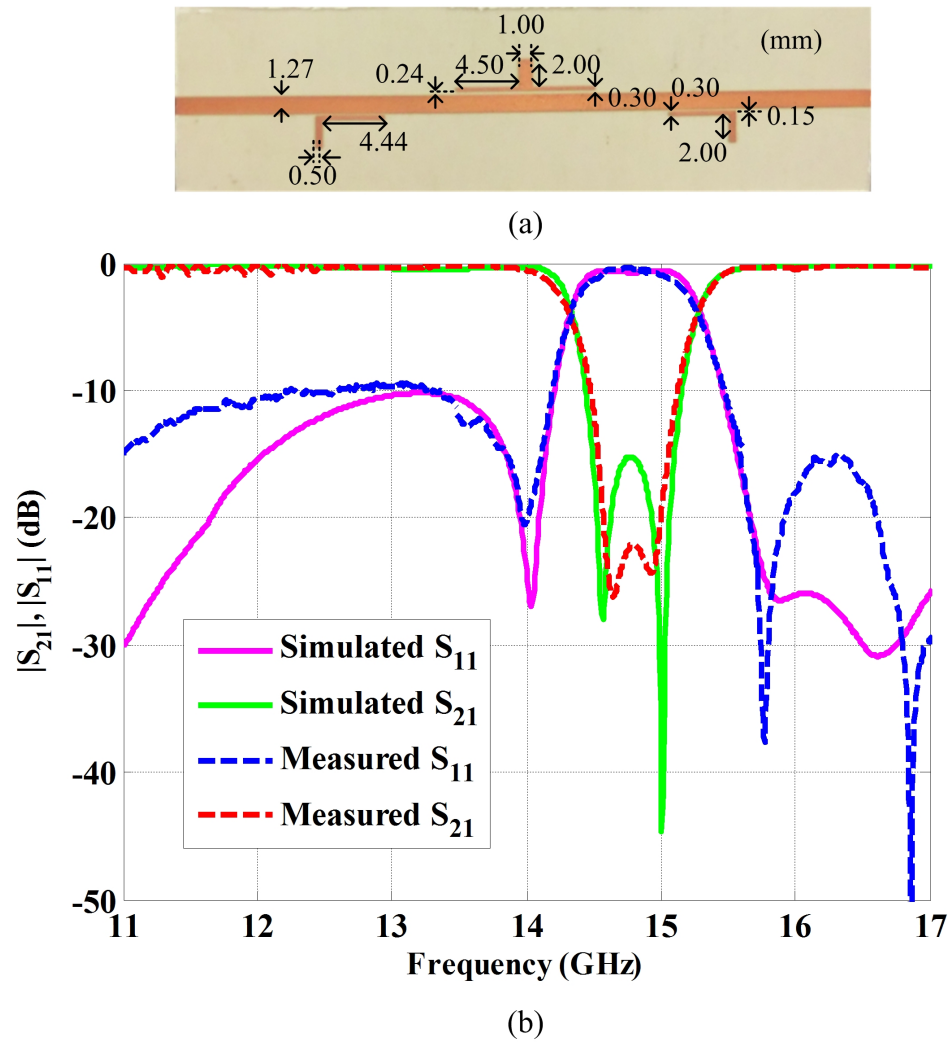 1.00
(mm)
1.27
0.24
4.50
2.00
0.30
0.30
0.15
4.44
2.00
0.50
(a)
|S21|, |S11| (dB)
0
-10
-20
-30
-40
-50
Simulated S11
Simulated S21
Measured S11
Measured S21
11 12 13 14 15 16 17
Frequency (GHz)
(b)